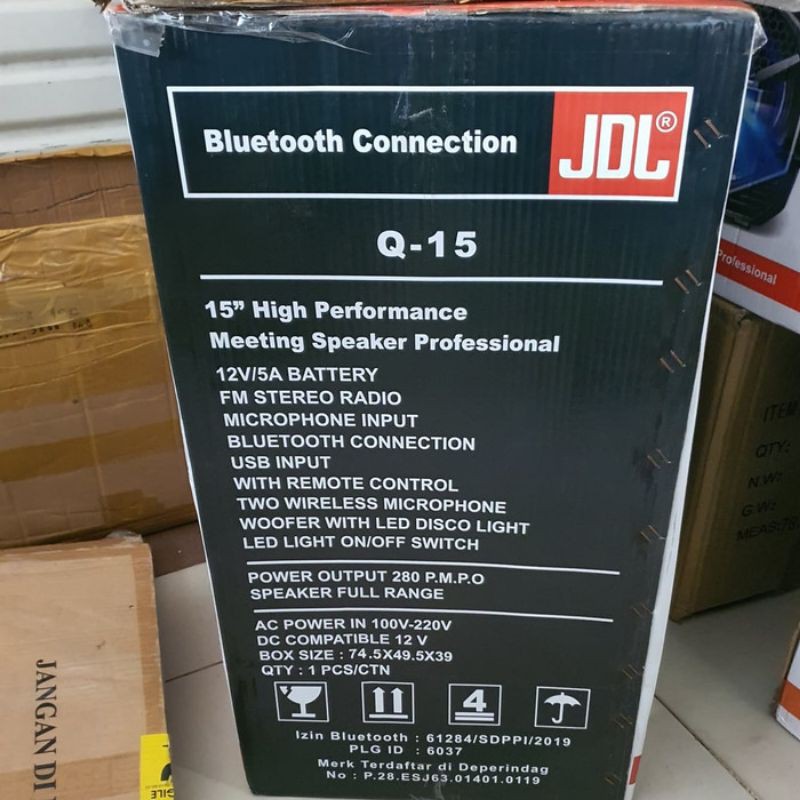 Bluetooth Connection
JDL®
Q-15
15” High Performance
Meeting Speaker Professional
12V/5A BATTERY
FM STEREO RADIO
MICROPHONE INPUT
BLUETOOTH CONNECTION
USB INPUT
WITH REMOTE CONTROL
TWO WIRELESS MICROPHONE
WOOFER WITH LED DISCO LIGHT
LED LIGHT ON/OFF SWITCH
POWER OUTPUT 280 P.M.P.O
SPEAKER FULL RANGE
AC POWER IN 100V-220V
DC COMPATIBLE 12 V
BOX SIZE : 74.5X49.5X39
QTY : 1 PCS/CTN
4
Izin Bluetooth : 61284/SDPPI/2019
PLG ID : 6037
Merk Terdaftar di Deperindag
No : P.28.ESJ63.01401.0119
Professional
ITEM
QTY:
N.W:
G.W:
MEAS:
JANGAN DI